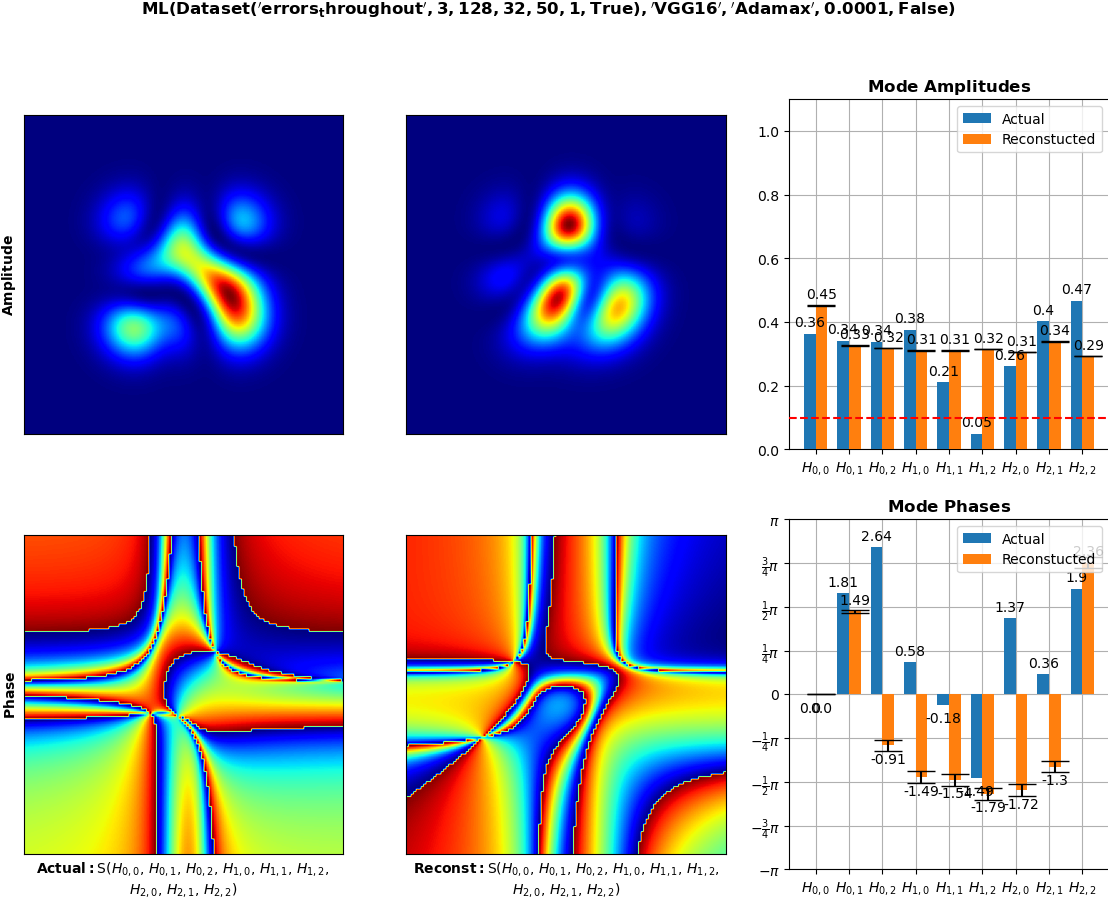 ML(Dataset('errors_throughout', 3, 128, 32, 50, 1, True), 'VGG16', 'Adamax', 0.0001, False)
Amplitude
Mode Amplitudes
Actual
Reconstucted
1.0
0.8
0.6
0.4
0.2
0.0
0.36 0.34 0.34 0.38 0.21 0.05 0.26 0.4 0.47
0.45 0.33 0.32 0.31 0.31 0.32 0.31 0.34 0.29
H0,0 H0,1 H0,2 H1,0 H1,1 H1,2 H2,0 H2,1 H2,2
Phase
Mode Phases
Actual
Reconstucted
π
3/4π
1/2π
1/4π
0
−1/4π
−1/2π
−3/4π
−π
0.0 1.81 2.64 0.58 -0.18 -1.49 1.37 0.36 1.9
0.0 1.49 -0.91 -1.49 -1.54 -1.79 -1.72 -1.3 2.36
H0,0 H0,1 H0,2 H1,0 H1,1 H1,2 H2,0 H2,1 H2,2
Actual: S(H0,0, H0,1, H0,2, H1,0, H1,1, H1,2,
H2,0, H2,1, H2,2)
Reconst: S(H0,0, H0,1, H0,2, H1,0, H1,1, H1,2,
H2,0, H2,1, H2,2)